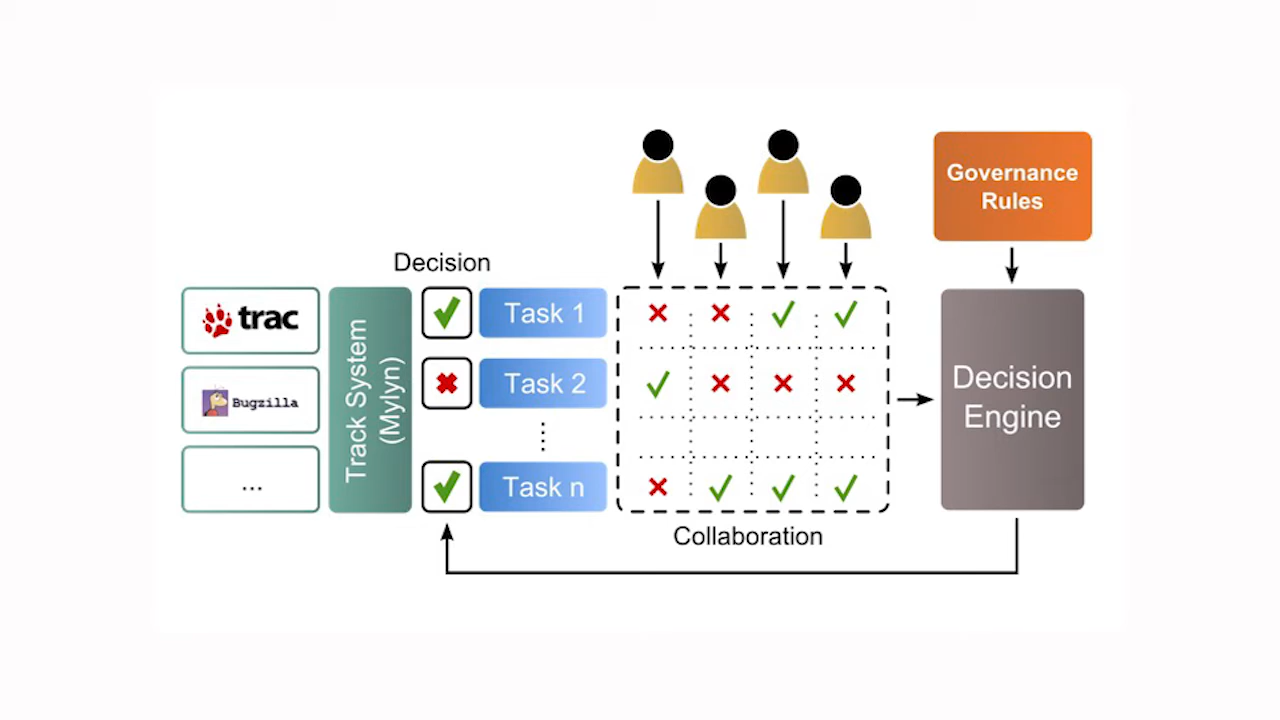 Governance
Rules
Decision
trac
Bugzilla
...
Track System
(Mylyn)
Task 1
Task 2
Task n
Decision
Engine
Collaboration